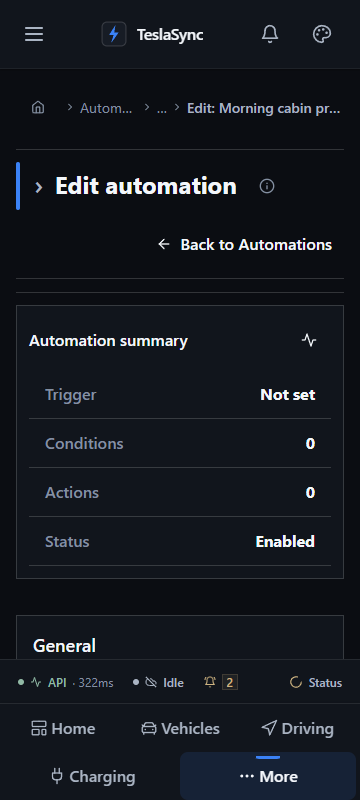 TeslaSync
Autom... ... Edit: Morning cabin pr...
Edit automation
Back to Automations
Automation summary
Trigger Not set
Conditions 0
Actions 0
Status Enabled
General
API · 322ms Idle 2 Status
Home Vehicles Driving
Charging More